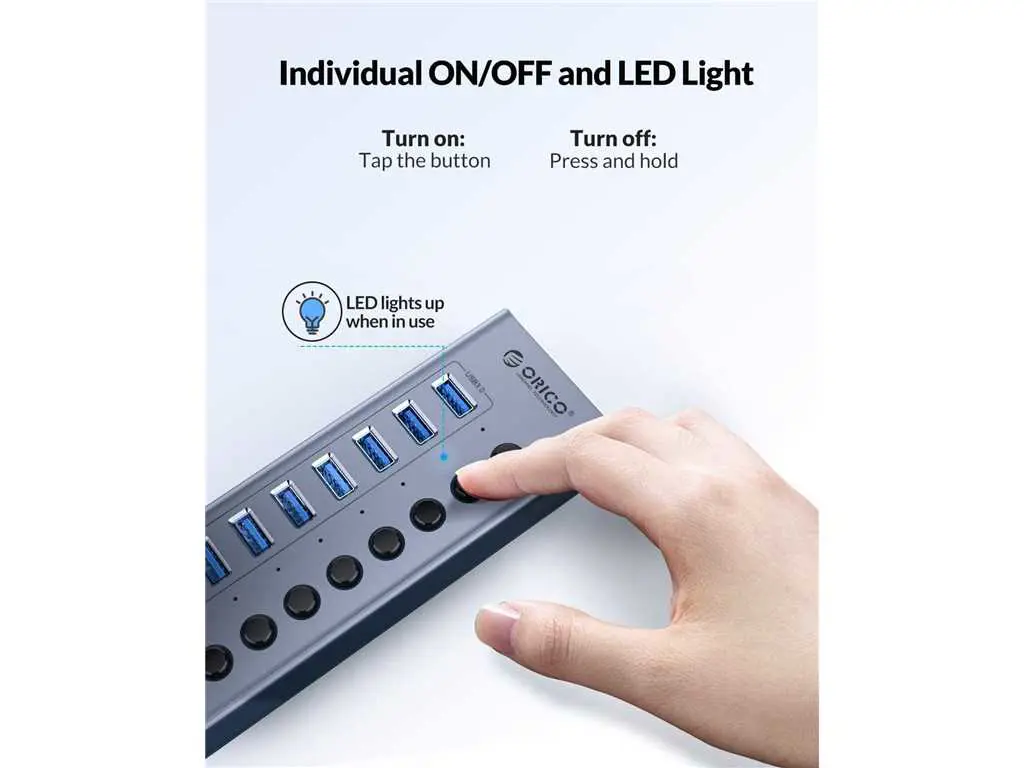 Individual ON/OFF and LED Light
Turn on:
Tap the button
Turn off:
Press and hold
LED lights up
when in use
ORICO®